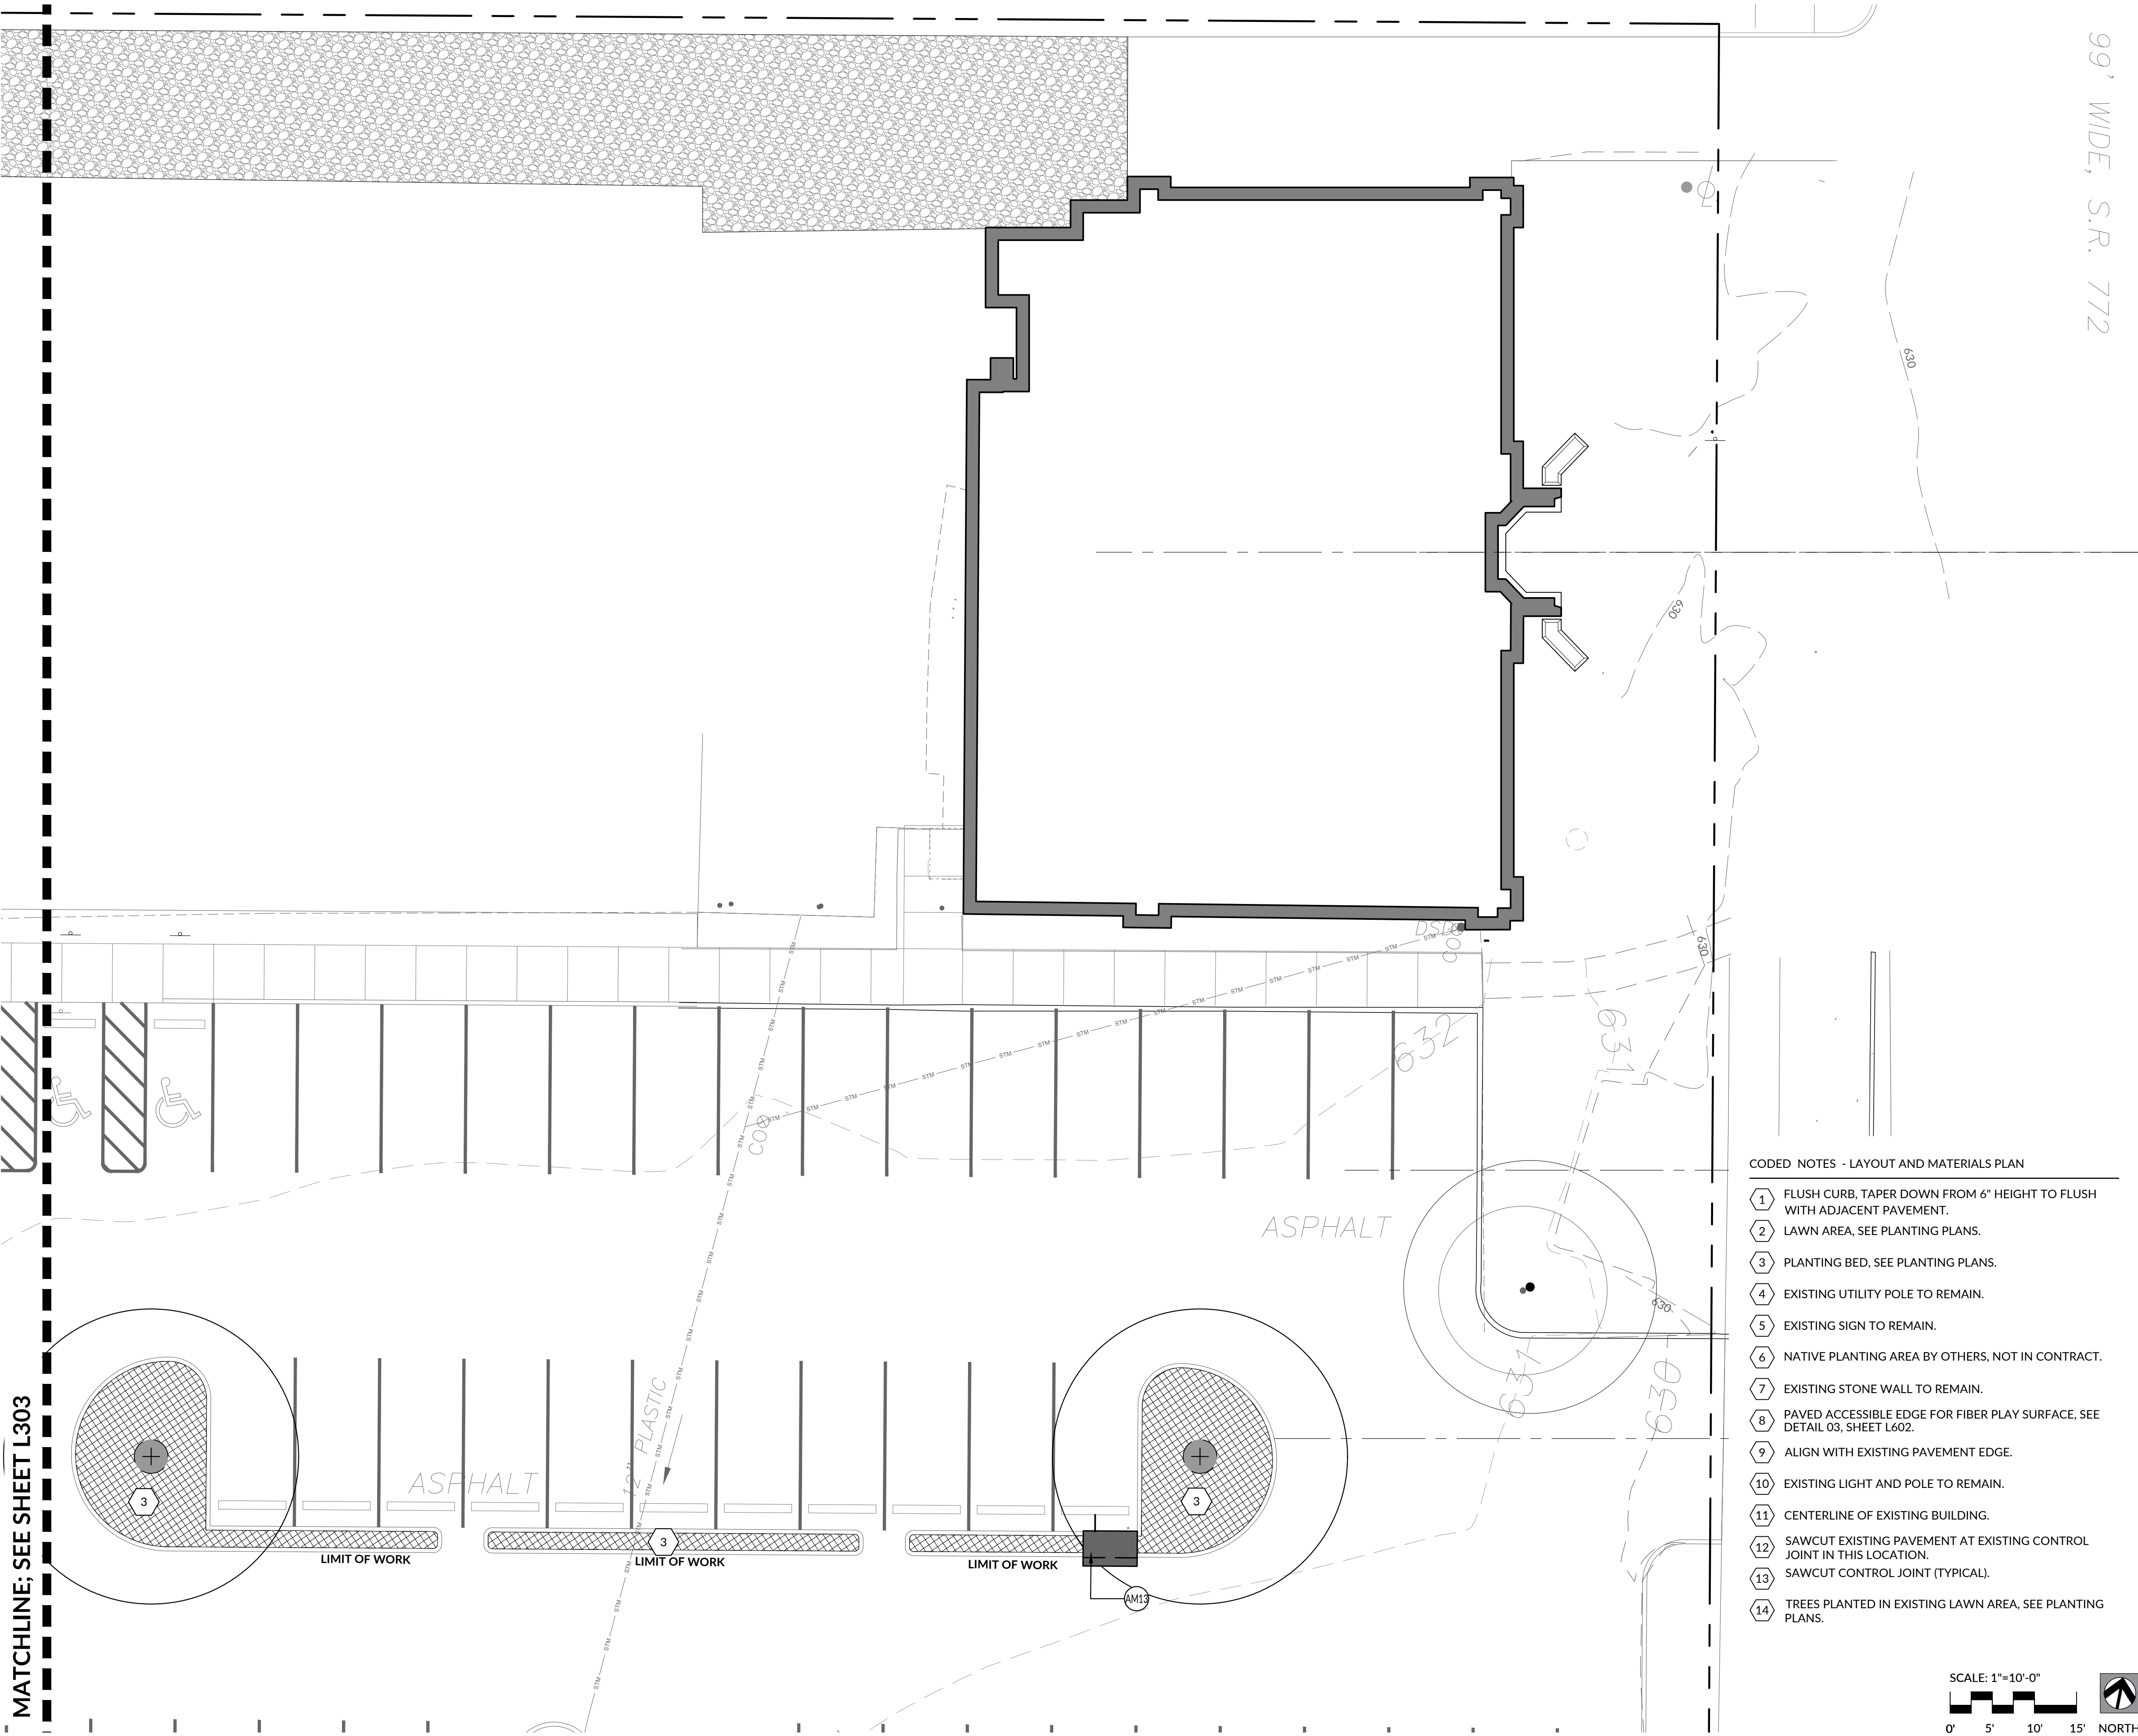 99' WIDE, S.R. 772
630
630
DSD
CO
630
632
631
STM
CO
ASPHALT
630
631
630
12" PLASTIC
ASPHALT
3
3
3
LIMIT OF WORK
LIMIT OF WORK
LIMIT OF WORK
AM13
MATCHLINE; SEE SHEET L303
CODED NOTES - LAYOUT AND MATERIALS PLAN
1 FLUSH CURB, TAPER DOWN FROM 6" HEIGHT TO FLUSH
WITH ADJACENT PAVEMENT.
2 LAWN AREA, SEE PLANTING PLANS.
3 PLANTING BED, SEE PLANTING PLANS.
4 EXISTING UTILITY POLE TO REMAIN.
5 EXISTING SIGN TO REMAIN.
6 NATIVE PLANTING AREA BY OTHERS, NOT IN CONTRACT.
7 EXISTING STONE WALL TO REMAIN.
8 PAVED ACCESSIBLE EDGE FOR FIBER PLAY SURFACE, SEE
DETAIL 03, SHEET L602.
9 ALIGN WITH EXISTING PAVEMENT EDGE.
10 EXISTING LIGHT AND POLE TO REMAIN.
11 CENTERLINE OF EXISTING BUILDING.
12 SAWCUT EXISTING PAVEMENT AT EXISTING CONTROL
JOINT IN THIS LOCATION.
13 SAWCUT CONTROL JOINT (TYPICAL).
14 TREES PLANTED IN EXISTING LAWN AREA, SEE PLANTING
PLANS.
SCALE: 1"=10'-0"
0' 5' 10' 15' NORTH